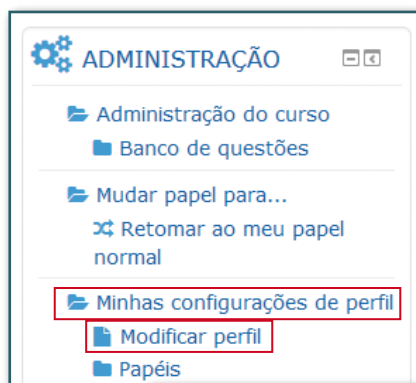 ADMINISTRAÇÃO
Administração do curso
Banco de questões
Mudar papel para...
Retomar ao meu papel
normal
Minhas configurações de perfil
Modificar perfil
Papéis